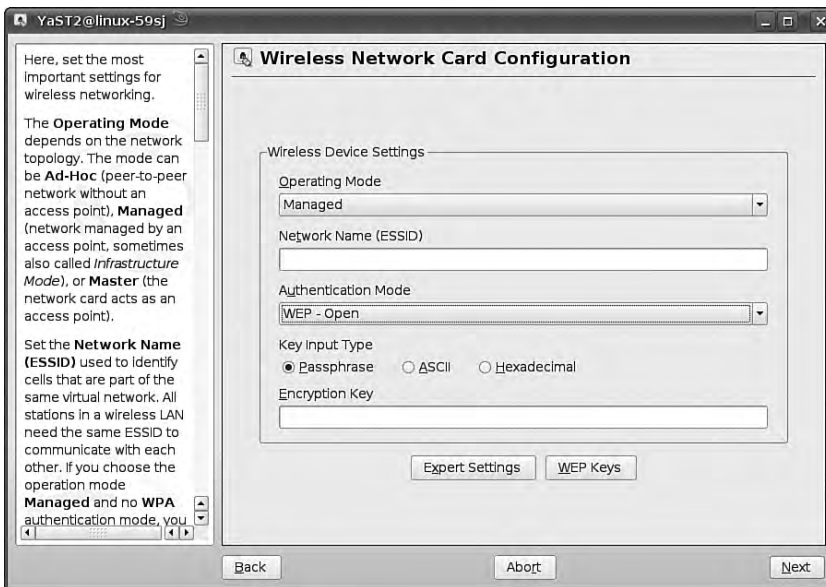 YaST2@linux-59sj
Here, set the most
important settings for
wireless networking.
The Operating Mode
depends on the network
topology. The mode can
be Ad-Hoc (peer-to-peer
network without an
access point), Managed
(network managed by an
access point, sometimes
also called Infrastructure
Mode), or Master (the
network card acts as an
access point).
Set the Network Name
(ESSID) used to identify
cells that are part of the
same virtual network. All
stations in a wireless LAN
need the same ESSID to
communicate with each
other. If you choose the
operation mode
Managed and no WPA
authentication mode, you
Wireless Network Card Configuration
Wireless Device Settings
Operating Mode
Managed
Network Name (ESSID)
Authentication Mode
WEP - Open
Key Input Type
Passphrase ASCII Hexadecimal
Encryption Key
Expert Settings WEP Keys
Back Abort Next